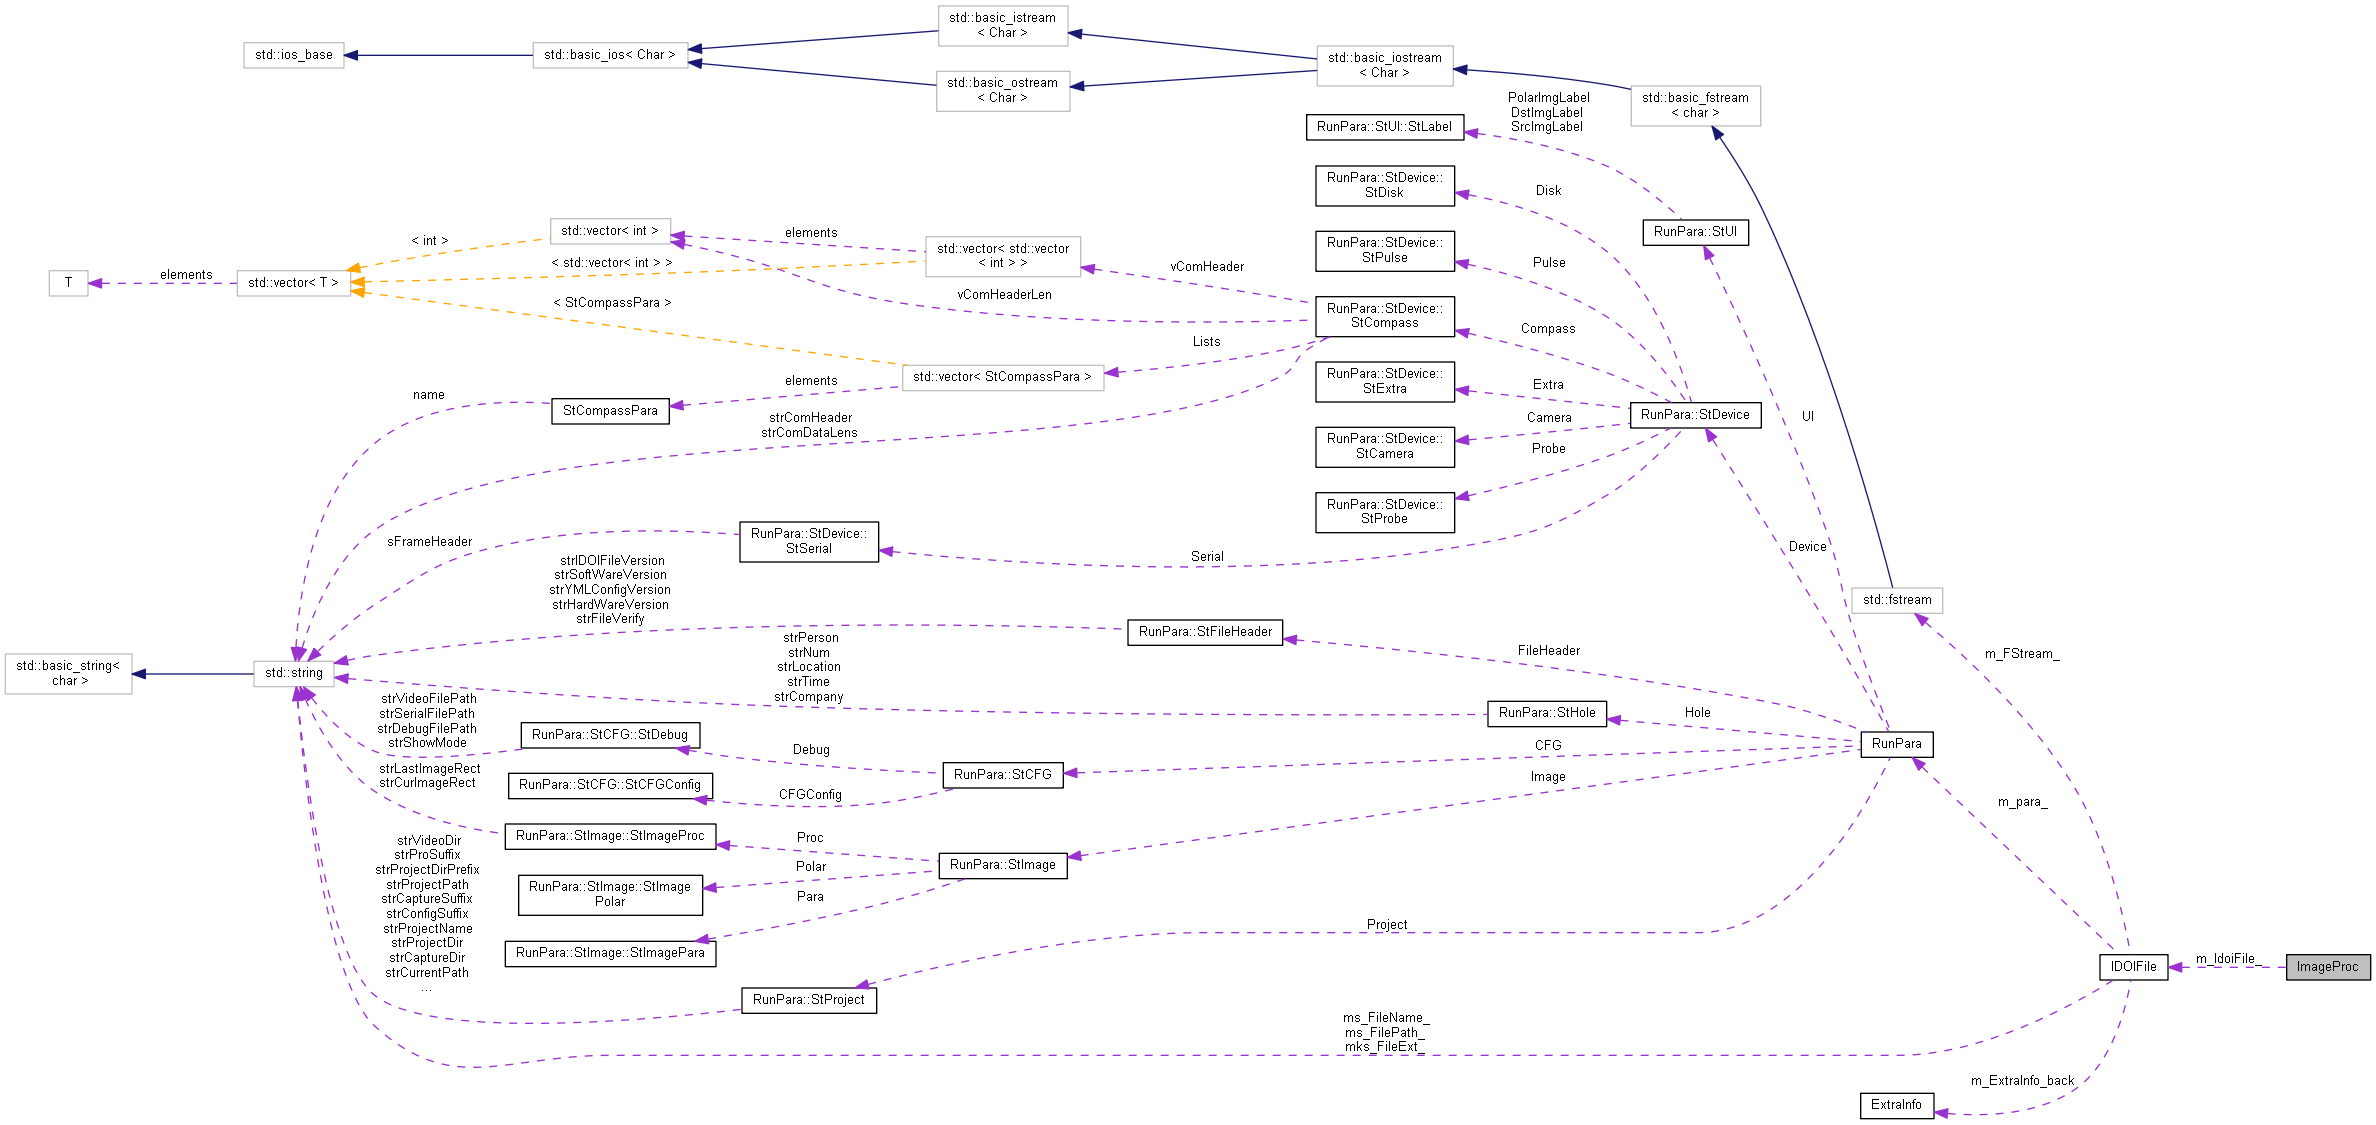 std::basic_istream
< Char >
std::ios_base
std::basic_ios< Char >
std::basic_iostream
< Char >
std::basic_ostream
< Char >
std::basic_fstream
< char >
PolarImgLabel
DstImgLabel
SrcImgLabel
RunPara::StUI::StLabel
RunPara::StDevice::
StDisk
Disk
RunPara::StUI
std::vector< int >
< int >
elements
std::vector< std::vector
< int > >
RunPara::StDevice::
StPulse
Pulse
T
elements
std::vector< T >
< std::vector< int > >
vComHeader
vComHeaderLen
< StCompassPara >
RunPara::StDevice::
StCompass
Compass
Lists
std::vector< StCompassPara >
elements
RunPara::StDevice::
StExtra
Extra
name
StCompassPara
strComHeader
strComDataLens
Camera
RunPara::StDevice
UI
RunPara::StDevice::
StCamera
Probe
RunPara::StDevice::
StProbe
sFrameHeader
RunPara::StDevice::
StSerial
Serial
Device
strIDOIFileVersion
strSoftWareVersion
strYMLConfigVersion
strHardWareVersion
strFileVerify
std::fstream
RunPara::StFileHeader
FileHeader
m_FStream_
std::basic_string<
char >
std::string
strPerson
strNum
strLocation
strTime
strCompany
strVideoFilePath
strSerialFilePath
strDebugFilePath
strShowMode
RunPara::StCFG::StDebug
RunPara::StHole
Hole
RunPara
Debug
CFG
RunPara::StCFG
strLastImageRect
strCurImageRect
RunPara::StCFG::StCFGConfig
CFGConfig
Image
m_para_
RunPara::StImage::StImageProc
Proc
strVideoDir
strProSuffix
strProjectDirPrefix
strProjectPath
strCaptureSuffix
strConfigSuffix
strProjectName
strProjectDir
strCaptureDir
strCurrentPath
...
Polar
RunPara::StImage
RunPara::StImage::StImage
Polar
Para
RunPara::StImage::StImagePara
Project
IDOIFile
m_IdoiFile_
ImageProc
RunPara::StProject
ms_FileName_
ms_FilePath_
mks_FileExt_
m_ExtraInfo_back
ExtraInfo